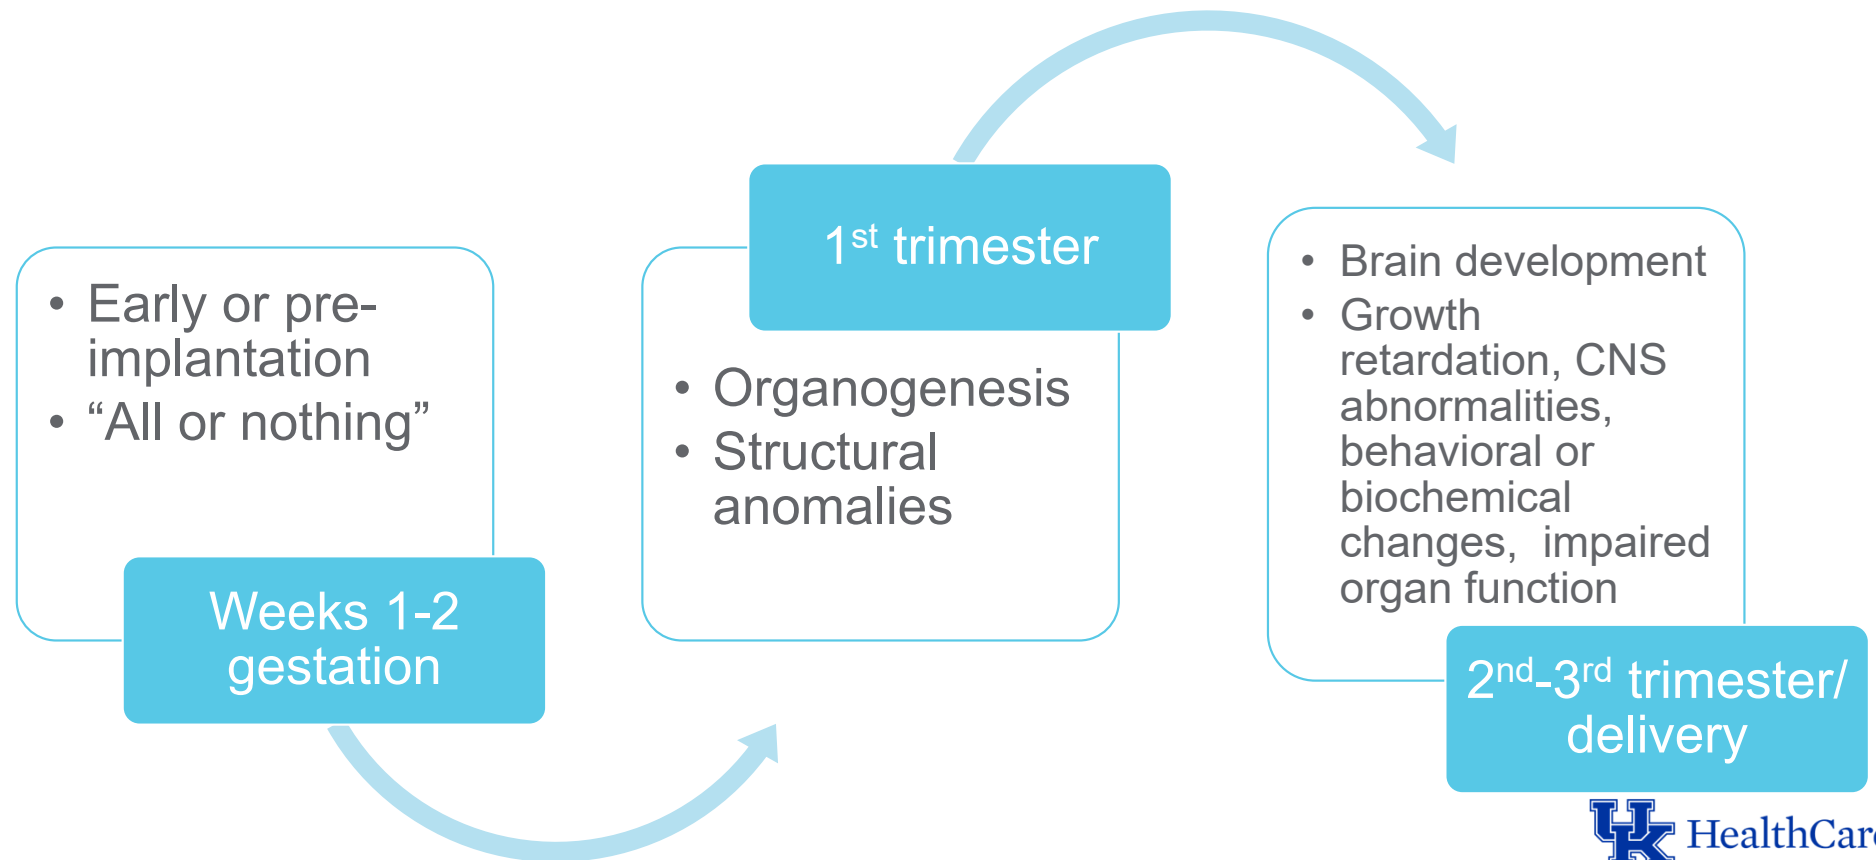 • Early or pre-
implantation
• “All or nothing”
Weeks 1-2
gestation
1st trimester
• Organogenesis
• Structural
anomalies
• Brain development
• Growth
retardation, CNS
abnormalities,
behavioral or
biochemical
changes, impaired
organ function
2nd-3rd trimester/
delivery
UK HealthCare